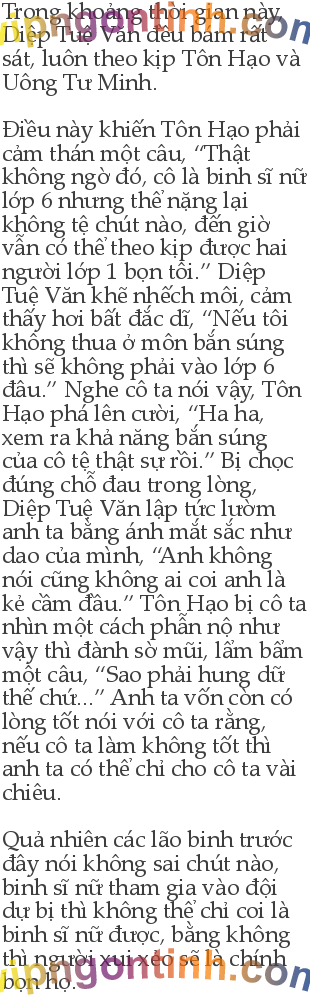 Trong khoảng thời gian này,
Diệp Tuệ Văn đều bám rất
sát, luôn theo kịp Tôn Hạo và
Uông Tư Minh.
Điều này khiến Tôn Hạo phải
cảm thán một câu, “Thật
không ngờ đó, cô là binh sĩ nữ
lớp 6 nhưng thể năng lại
không tệ chút nào, đến giờ
vẫn có thể theo kịp được hai
người lớp 1 bọn tôi.” Diệp
Tuệ Văn khẽ nhếch môi, cảm
thấy hơi bất đắc dĩ, “Nếu tôi
không thua ở môn bắn súng
thì sẽ không phải vào lớp 6
đâu.” Nghe cô ta nói vậy, Tôn
Hạo phá lên cười, “Ha ha,
xem ra khả năng bắn súng
của cô tệ thật sự rồi.” Bị chọc
đúng chỗ đau trong lòng,
Diệp Tuệ Văn lập tức lườm
anh ta bằng ánh mắt sắc như
dao của mình, “Anh không
nói cũng không ai coi anh là
kẻ cầm đầu.” Tôn Hạo bị cô ta
nhìn một cách phẫn nộ như
vậy thì đành sờ mũi, lẩm bẩm
một câu, “Sao phải hung dữ
thế chứ...” Anh ta vốn còn có
lòng tốt nói với cô ta rằng,
nếu cô ta làm không tốt thì
anh ta có thể chỉ cho cô ta vài
chiêu.
Quả nhiên các lão binh trước
đây nói không sai chút nào,
binh sĩ nữ tham gia vào đội
dự bị thì không thể chỉ coi là
binh sĩ nữ được, bằng không
thì người xui xẻo sẽ là chính
bọn họ.
vipngontinh.com
vipngontinh.com